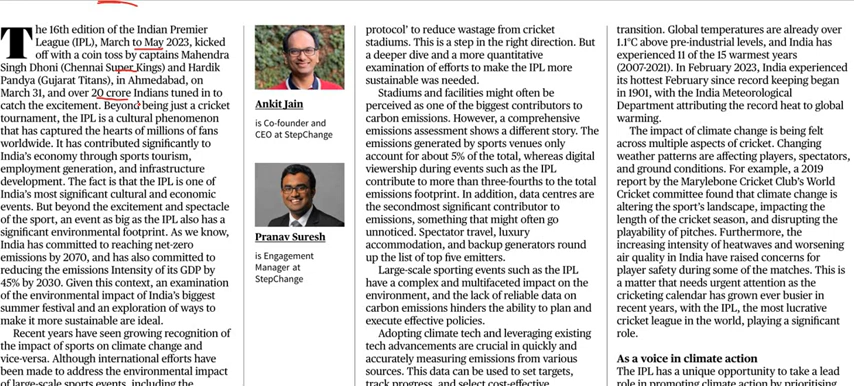 The 16th edition of the Indian Premier
League (IPL), March to May 2023, kicked
off with a coin toss by captains Mahendra
Singh Dhoni (Chennai Super Kings) and Hardik
Pandya (Gujarat Titans), in Ahmedabad, on
March 31, and over 20 crore Indians tuned in to
catch the excitement. Beyond being just a cricket
tournament, the IPL is a cultural phenomenon
that has captured the hearts of millions of fans
worldwide. It has contributed significantly to
India's economy through sports tourism,
employment generation, and infrastructure
development. The fact is that the IPL is one of
India's most significant cultural and economic
events. But beyond the excitement and spectacle
of the sport, an event as big as the IPL also has a
significant environmental footprint. As we know,
India has committed to reaching net-zero
emissions by 2070, and has also committed to
reducing the emissions Intensity of its GDP by
45% by 2030. Given this context, an examination
of the environmental impact of India's biggest
summer festival and an exploration of ways to
make it more sustainable are ideal.
Recent years have seen growing recognition of
the impact of sports on climate change and
vice-versa. Although international efforts have
been made to address the environmental impact
of large-scale sports events, including the
Ankit Jain
is Co-founder and
CEO at StepChange
Pranav Suresh
is Engagement
Manager at
StepChange
protocol' to reduce wastage from cricket
stadiums. This is a step in the right direction. But
a deeper dive and a more quantitative
examination of efforts to make the IPL more
sustainable was needed.
Stadiums and facilities might often be
perceived as one of the biggest contributors to
carbon emissions. However, a comprehensive
emissions assessment shows a different story. The
emissions generated by sports venues only
account for about 5% of the total, whereas digital
viewership during events such as the IPL
contribute to more than three-fourths to the total
emissions footprint. In addition, data centres are
the secondmost significant contributor to
emissions, something that might often go
unnoticed. Spectator travel, luxury
accommodation, and backup generators round
up the list of top five emitters.
Large-scale sporting events such as the IPL
have a complex and multifaceted impact on the
environment, and the lack of reliable data on
carbon emissions hinders the ability to plan and
execute effective policies.
Adopting climate tech and leveraging existing
tech advancements are crucial in quickly and
accurately measuring emissions from various
sources. This data can be used to set targets,
track progress, and select cost-effective
transition. Global temperatures are already over
1.1°C above pre-industrial levels, and India has
experienced 11 of the 15 warmest years
(2007-2021). In February 2023, India experienced
its hottest February since record keeping began
in 1901, with the India Meteorological
Department attributing the record heat to global
warming.
The impact of climate change is being felt
across multiple aspects of cricket. Changing
weather patterns are affecting players, spectators,
and ground conditions. For example, a 2019
report by the Marylebone Cricket Club's World
Cricket committee found that climate change is
altering the sport's landscape, impacting the
length of the cricket season, and disrupting the
playability of pitches. Furthermore, the
increasing intensity of heatwaves and worsening
air quality in India have raised concerns for
player safety during some of the matches. This is
a matter that needs urgent attention as the
cricketing calendar has grown ever busier in
recent years, with the IPL, the most lucrative
cricket league in the world, playing a significant
role.
As a voice in climate action
The IPL has a unique opportunity to take a lead
role in promoting climate action by prioritising